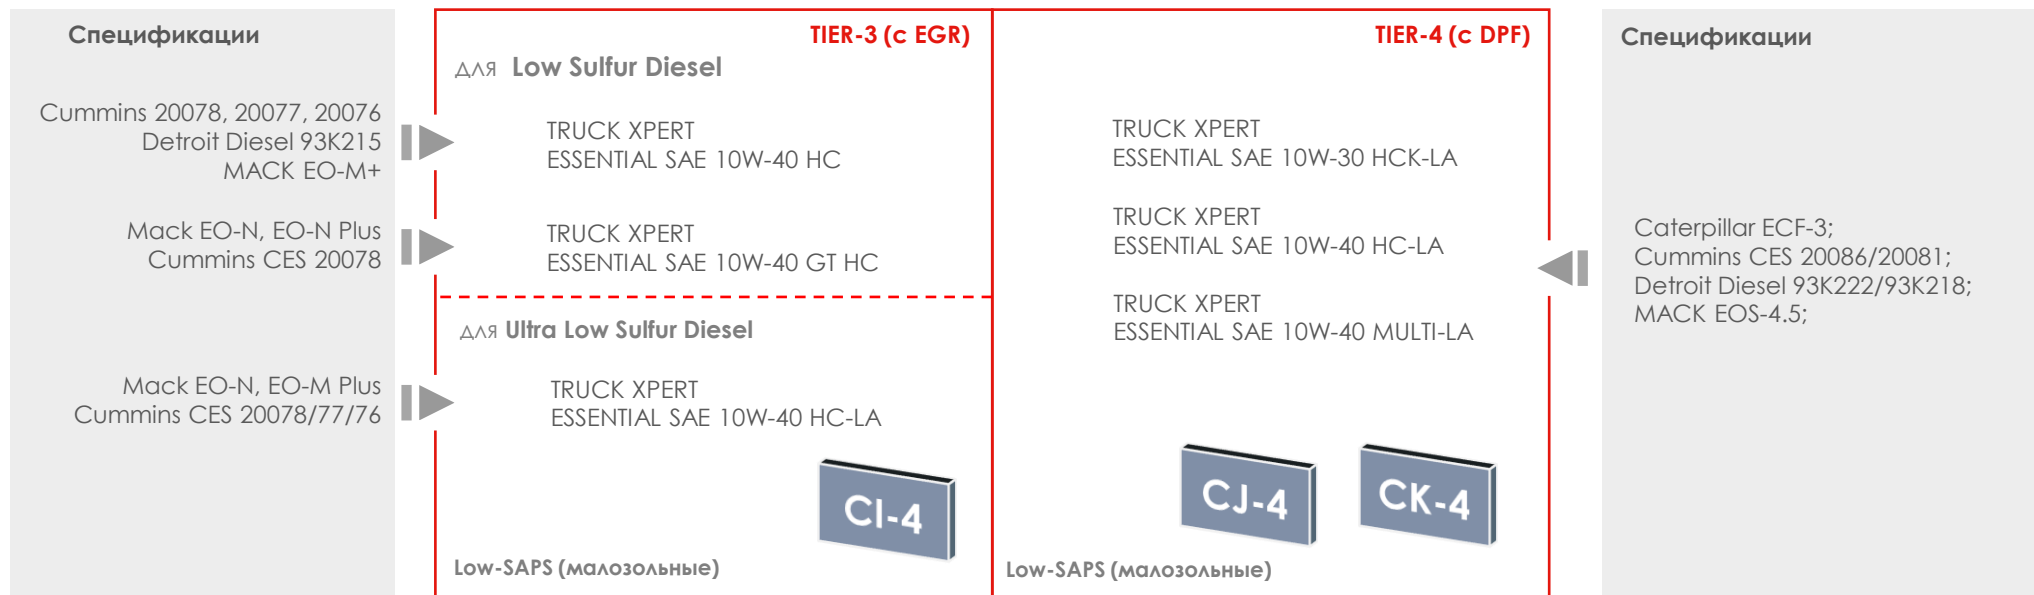 Спецификации
Cummins 20078, 20077, 20076
Detroit Diesel 93K215
MACK EO-M+
Mack EO-N, EO-N Plus
Cummins CES 20078
Mack EO-N, EO-M Plus
Cummins CES 20078/77/76
TIER-3 (с EGR)
для Low Sulfur Diesel
TRUCK XPERT
ESSENTIAL SAE 10W-40 HC
TRUCK XPERT
ESSENTIAL SAE 10W-40 GT HC
для Ultra Low Sulfur Diesel
TRUCK XPERT
ESSENTIAL SAE 10W-40 HC-LA
CI-4
Low-SAPS (малозольные)
TIER-4 (с DPF)
TRUCK XPERT
ESSENTIAL SAE 10W-30 HCK-LA
TRUCK XPERT
ESSENTIAL SAE 10W-40 HC-LA
TRUCK XPERT
ESSENTIAL SAE 10W-40 MULTI-LA
CJ-4
CK-4
Low-SAPS (малозольные)
Спецификации
Caterpillar ECF-3;
Cummins CES 20086/20081;
Detroit Diesel 93K222/93K218;
MACK EOS-4.5;